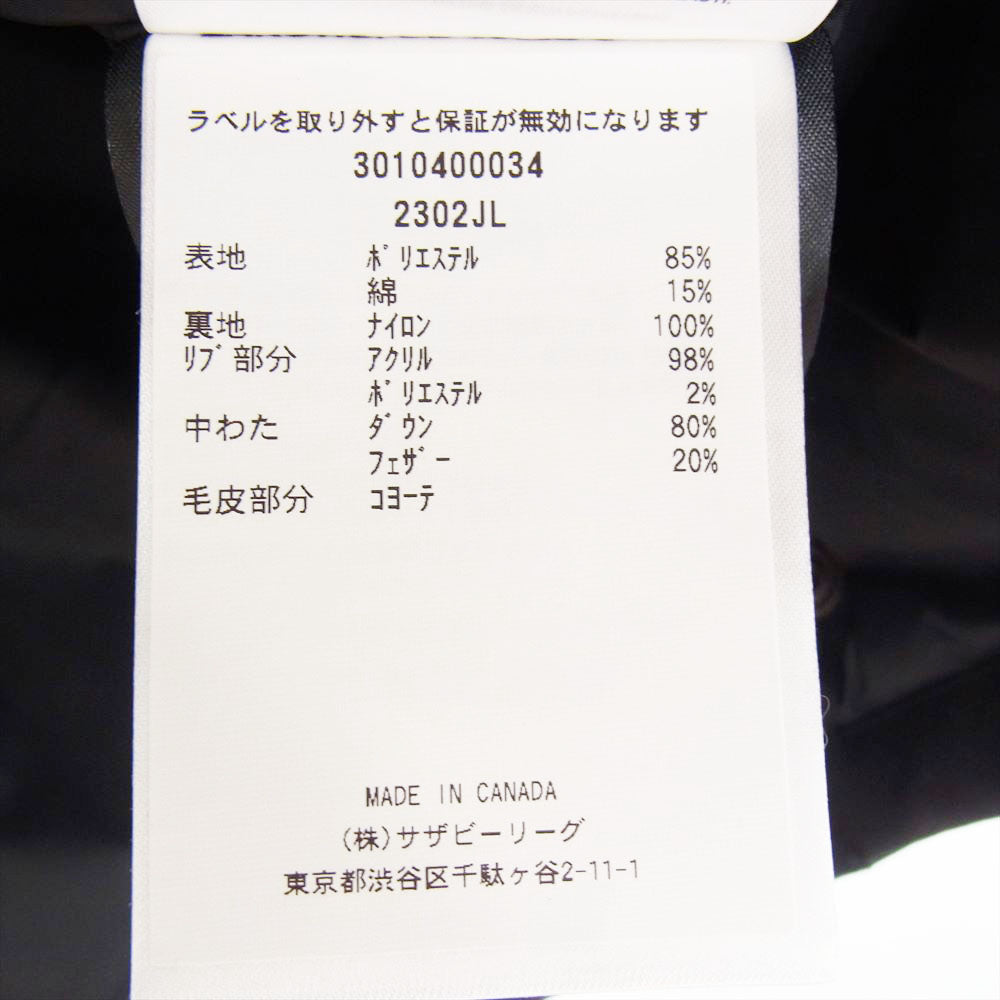 ラベルを取り外すと保証が無効になります
3010400034
2302JL
表地 ﾎﾟﾘｴｽﾃﾙ 85%
綿 15%
裏地 ﾅｲﾛﾝ 100%
ﾘﾌﾞ部分 ｱｸﾘﾙ 98%
ﾎﾟﾘｴｽﾃﾙ 2%
中わた ﾀﾞｳﾝ 80%
ﾌｪｻﾞｰ 20%
毛皮部分 ｺﾖｰﾃ
MADE IN CANADA
(株)サザビーリーグ
東京都渋谷区千駄ヶ谷2-11-1